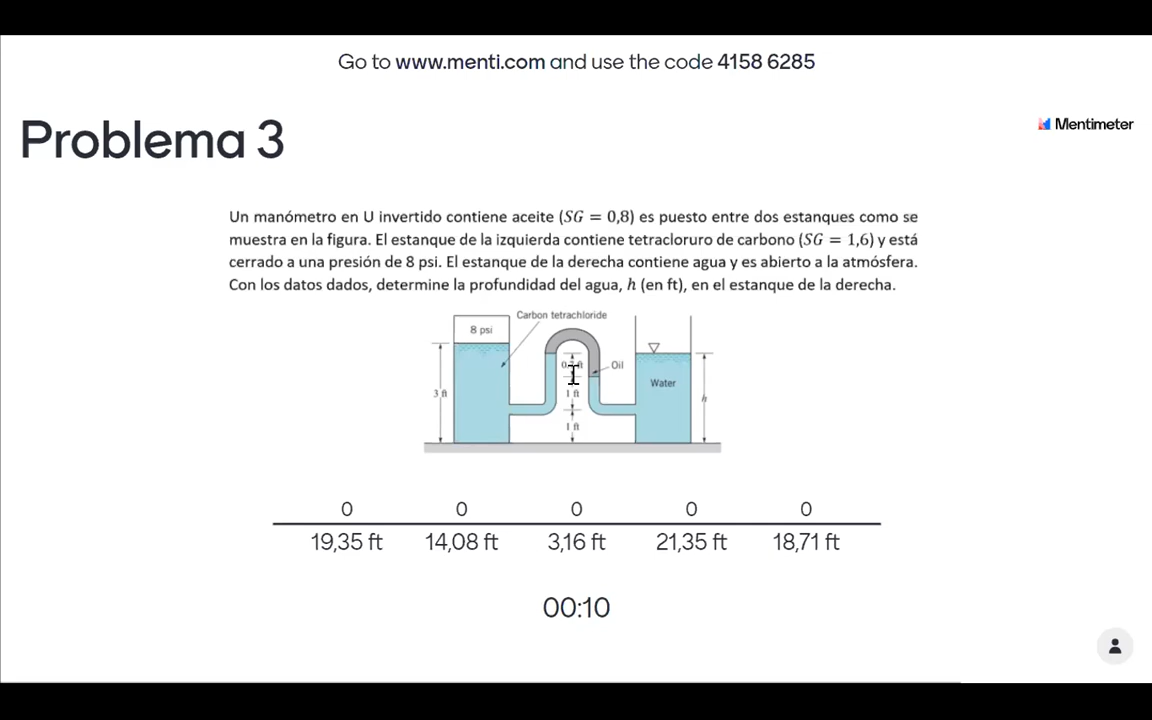 Go to www.menti.com and use the code 4158 6285
Problema 3
Mentimeter
Un manómetro en U invertido contiene aceite (SG = 0,8) es puesto entre dos estanques como se
muestra en la figura. El estanque de la izquierda contiene tetracloruro de carbono (SG = 1,6) y está
cerrado a una presión de 8 psi. El estanque de la derecha contiene agua y es abierto a la atmósfera.
Con los datos dados, determine la profundidad del agua, h (en ft), en el estanque de la derecha.
Carbon tetrachloride
8 psi
Oil
Water
3 ft
1 ft
h
1 ft
0 0 0 0 0
19,35 ft 14,08 ft 3,16 ft 21,35 ft 18,71 ft
00:10